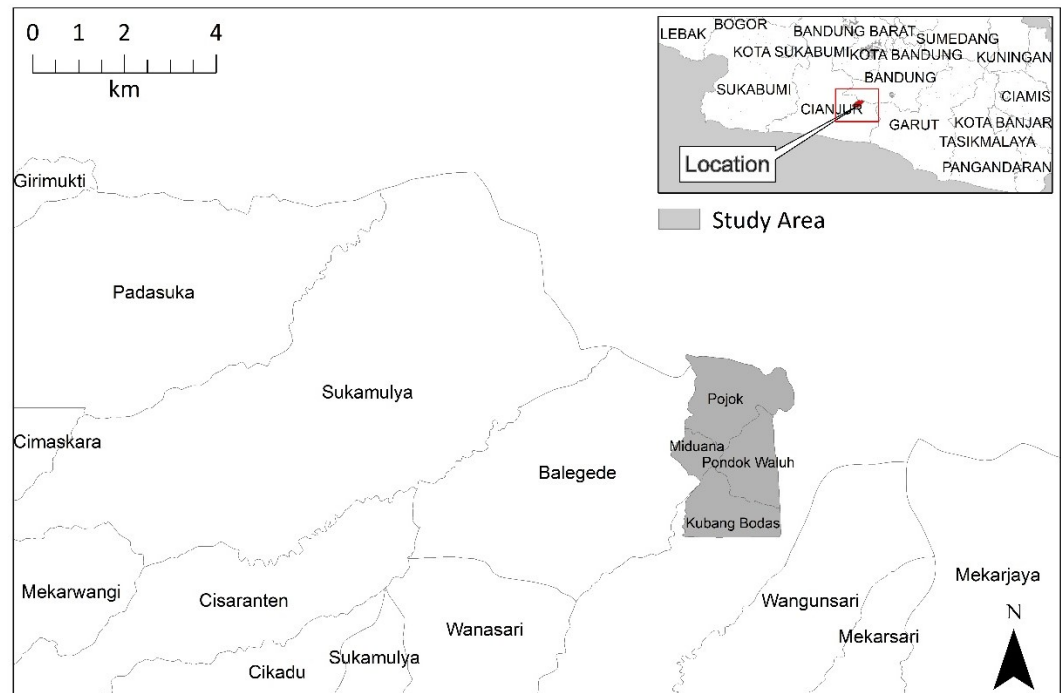 0 1 2 4
km
LEBAK
BOGOR
BANDUNG BARAT
SUMEDANG
KOTA SUKABUMI
KOTA BANDUNG
KUNINGAN
BANDUNG
SUKABUMI
CIAMIS
CIANJUR
GARUT
KOTA BANJAR
TASIKMALAYA
PANGANDARAN
Location
Study Area
Girimukti
Padasuka
Sukamulya
Pojok
Cimaskara
Miduana
Pondok Waluh
Balegede
Kubang Bodas
Mekarwangi
Cisaranten
Wangunsari
Mekarjaya
Wanasari
Mekarsari
Sukamulya
Cikadu
N